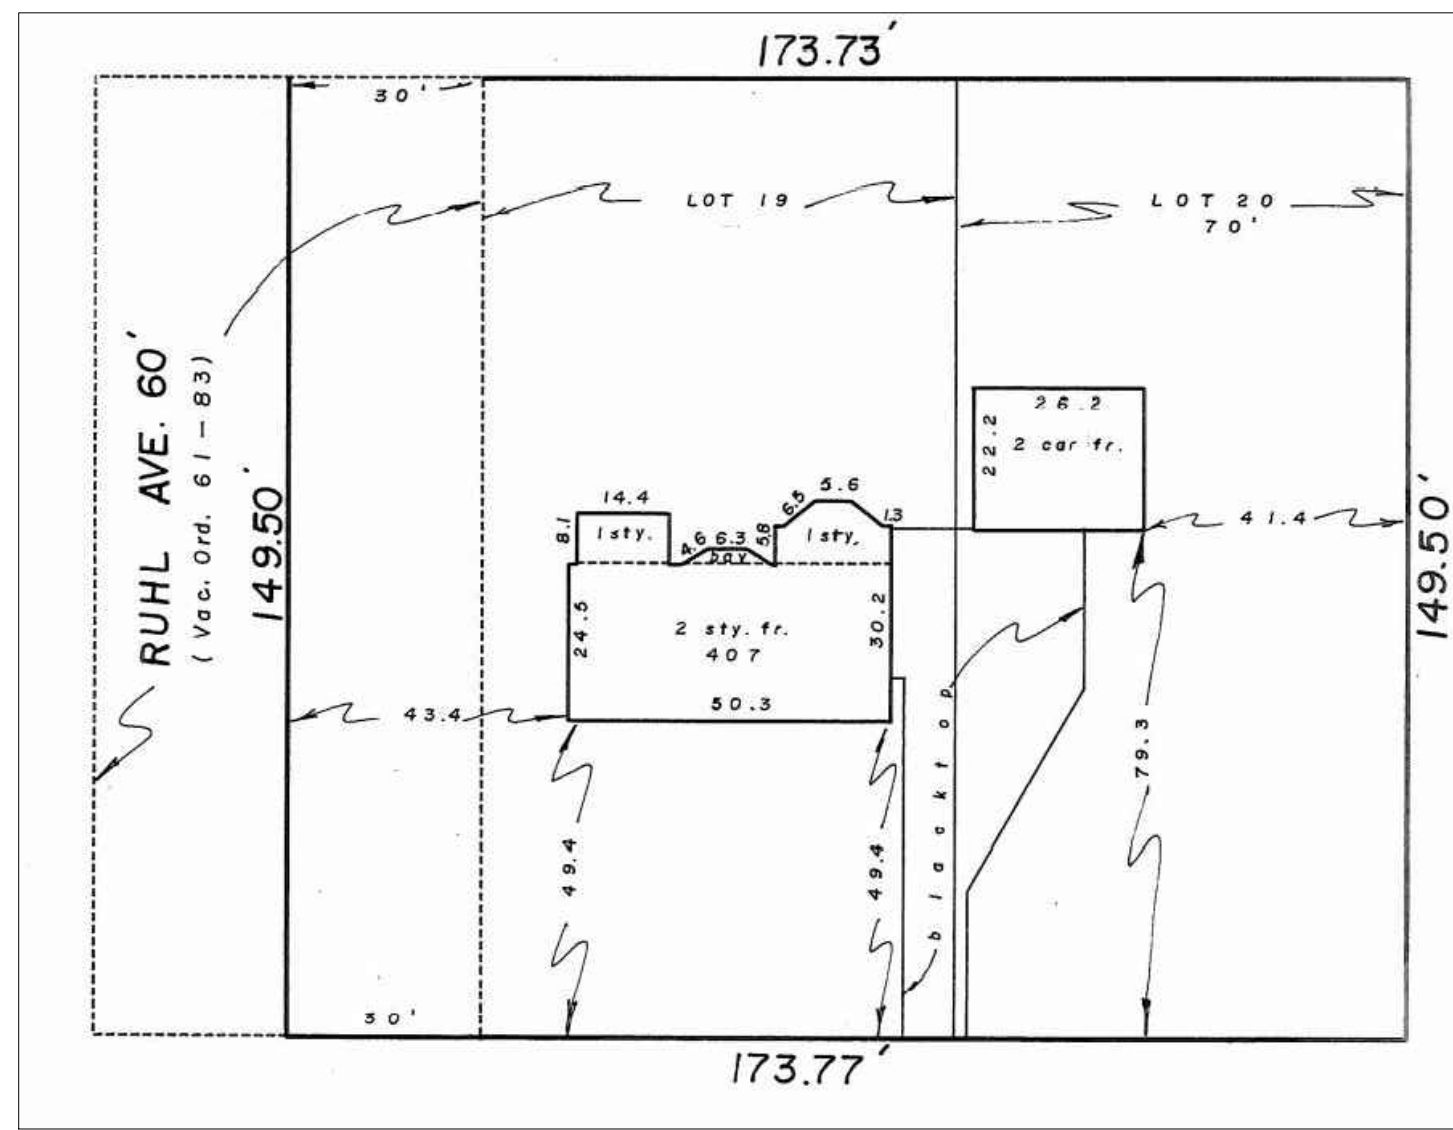 173.73'
30'
LOT 19
LOT 20
70'
RUHL AVE. 60'
(Vac. Ord. 61-83)
149.50'
26.2
22.2
2 car fr.
14.4
8.1
1 sty.
4.6
6.3
bay
5.8
6.5
5.6
1.3
1 sty.
41.4
149.50'
24.5
2 sty. fr.
407
30.2
50.3
43.4
blacktop
79.3
49.4
49.4
30'
173.77'